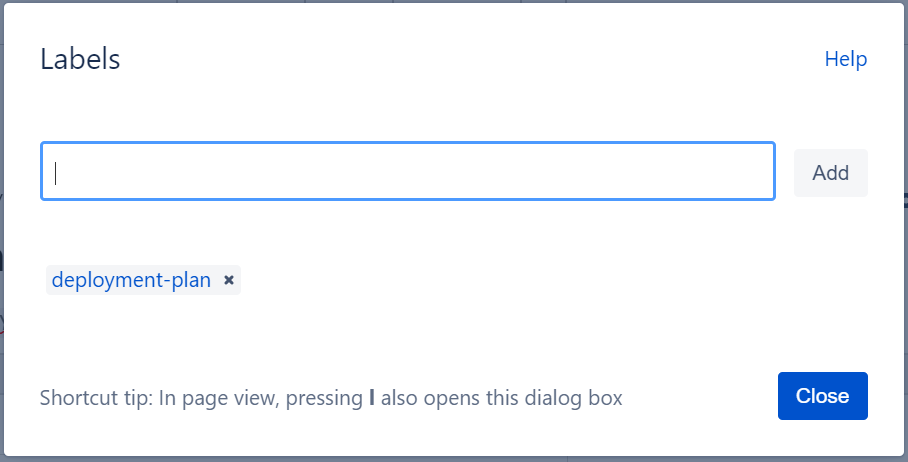 Labels
Help
Add
deployment-plan ×
Shortcut tip: In page view, pressing l also opens this dialog box
Close